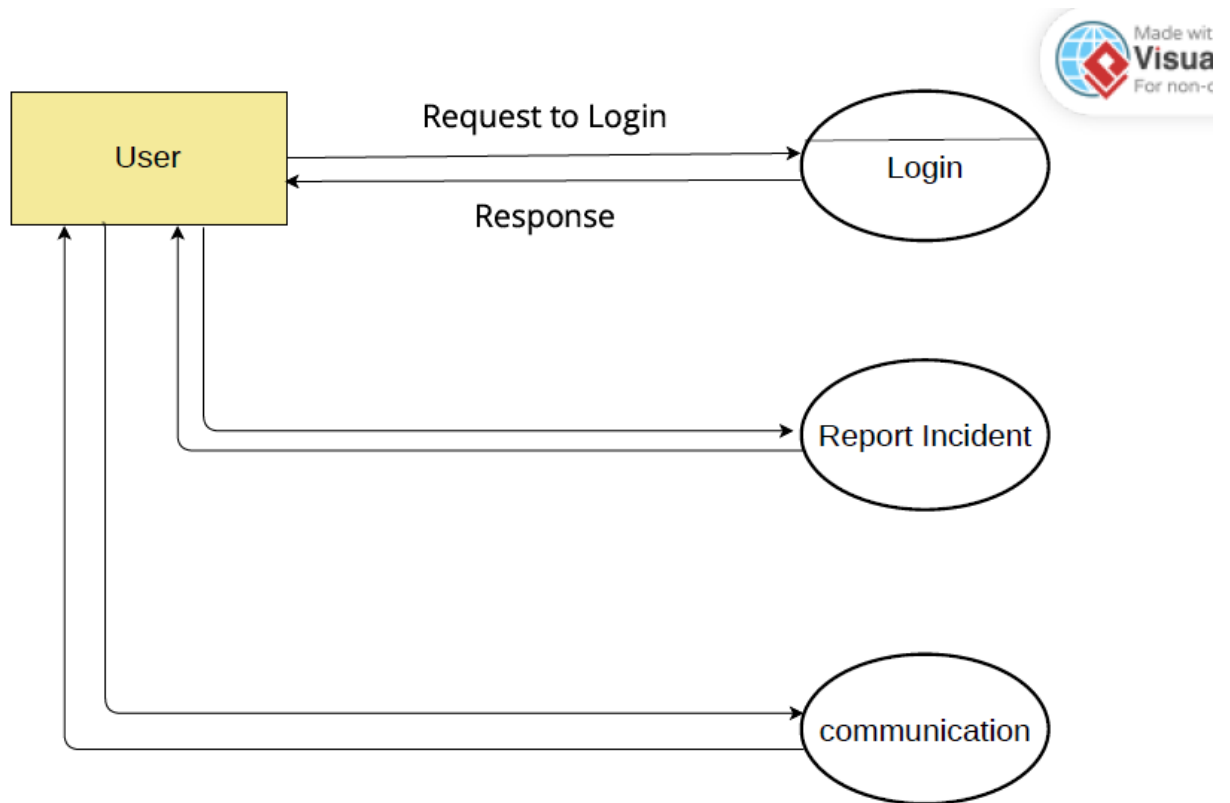 Made wit
Visua
For non-c
User
Request to Login
Response
Login
Report Incident
communication